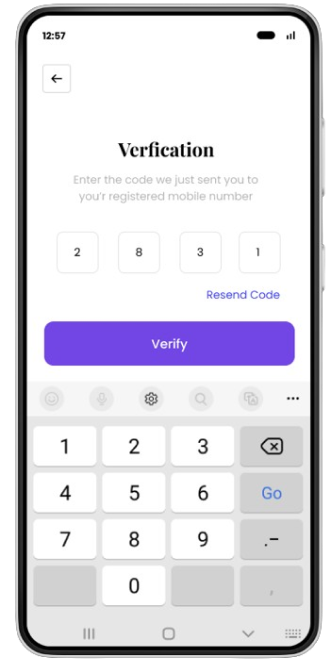 12:57
Verfication
Enter the code we just sent you to
you'r registered mobile number
2 8 3 1
Resend Code
Verify
1 2 3
4 5 6 Go
7 8 9 .-
0 ,